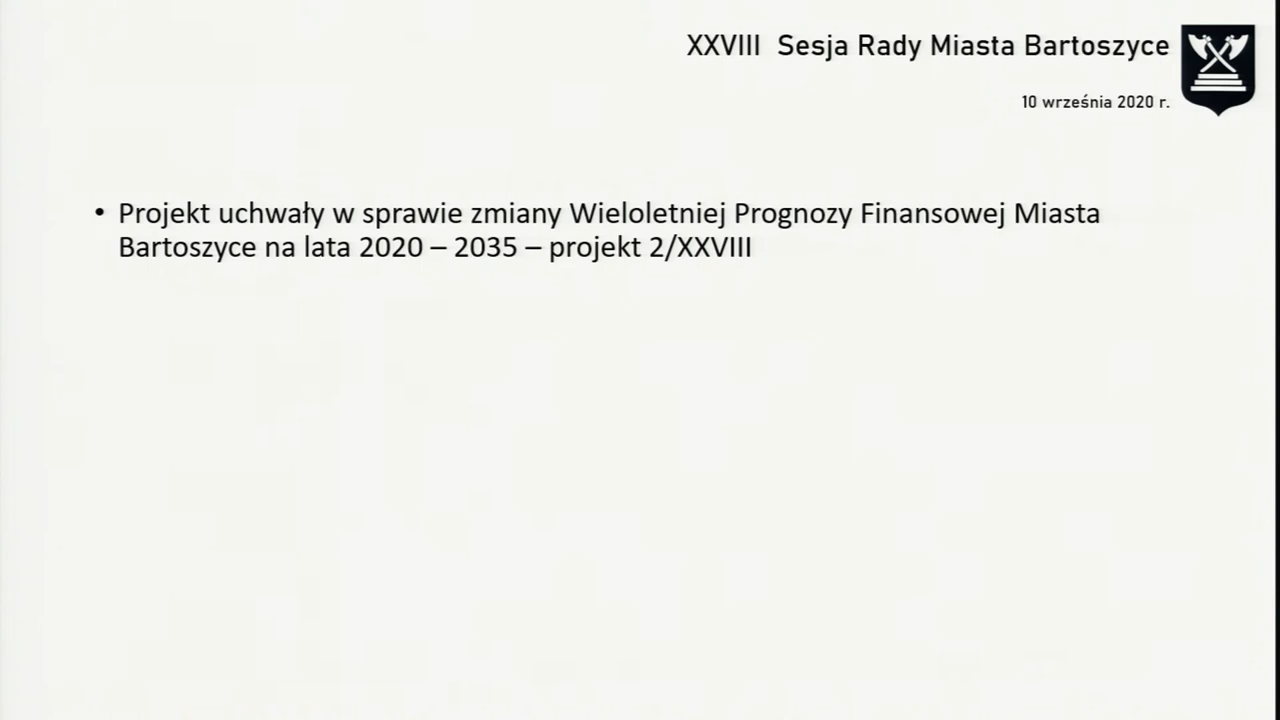 XXVIII Sesja Rady Miasta Bartoszyce
10 września 2020 r.
• Projekt uchwały w sprawie zmiany Wieloletniej Prognozy Finansowej Miasta
Bartoszyce na lata 2020 – 2035 – projekt 2/XXVIII